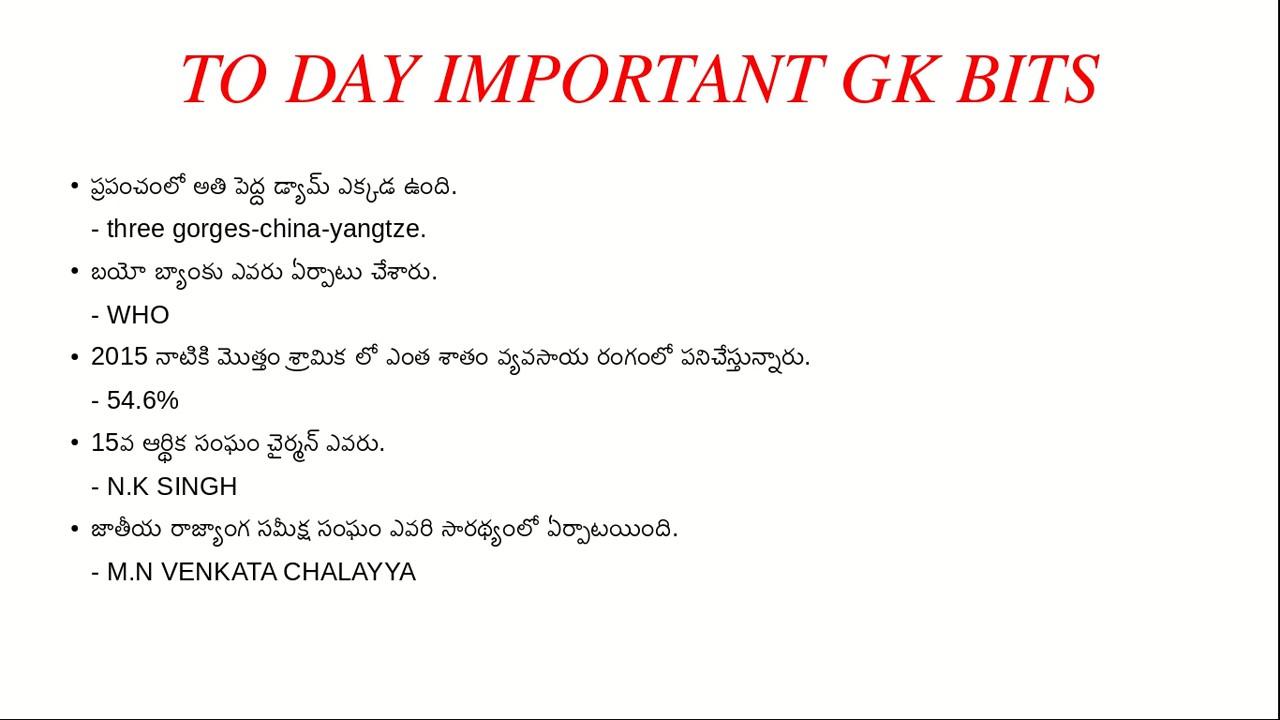 TO DAY IMPORTANT GK BITS
• ప్రపంచంలో అతి పెద్ద డ్యామ్ ఎక్కడ ఉంది.
- three gorges-china-yangtze.
• బయో బ్యాంకు ఎవరు ఏర్పాటు చేశారు.
- WHO
• 2015 నాటికి మొత్తం శ్రామిక లో ఎంత శాతం వ్యవసాయ రంగంలో పనిచేస్తున్నారు.
- 54.6%
• 15వ ఆర్థిక సంఘం చైర్మన్ ఎవరు.
- N.K SINGH
• జాతీయ రాజ్యాంగ సమీక్ష సంఘం ఎవరి సారథ్యంలో ఏర్పాటయింది.
- M.N VENKATA CHALAYYA